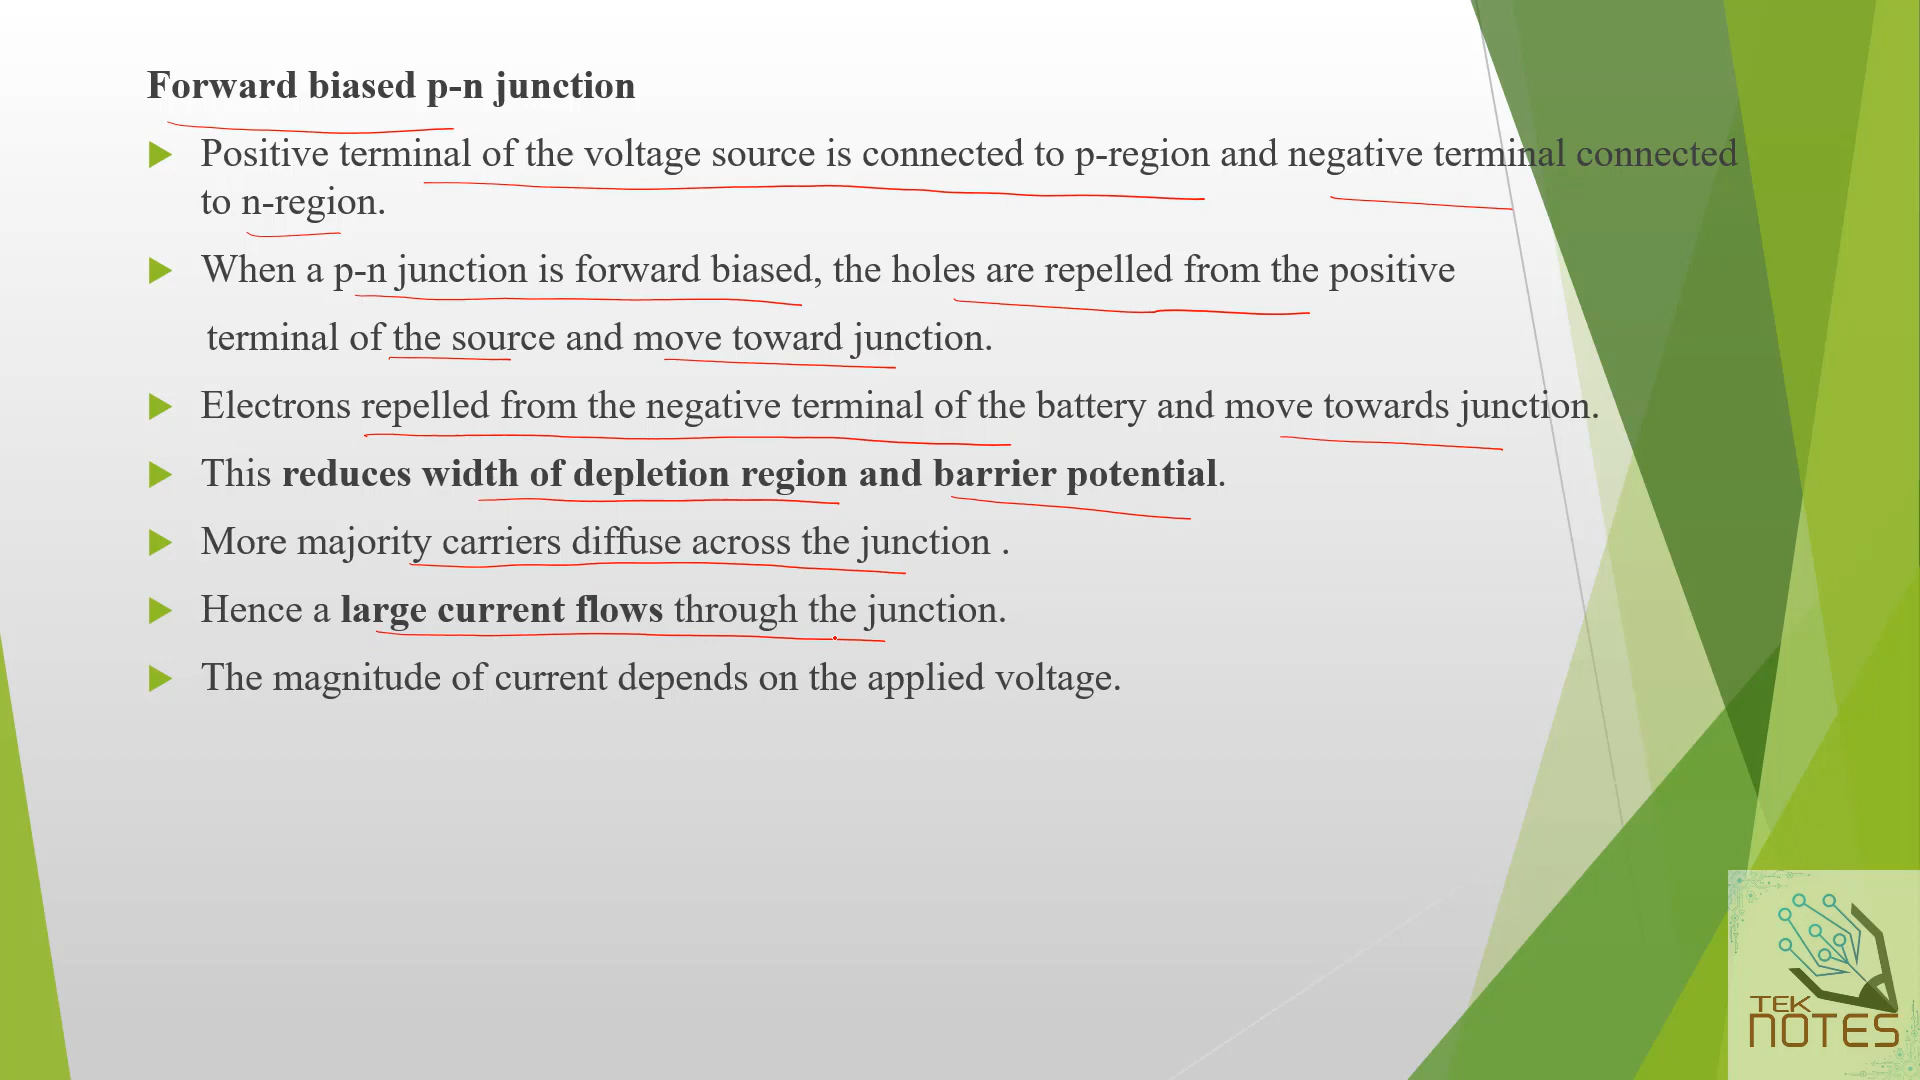 Forward biased p-n junction
Positive terminal of the voltage source is connected to p-region and negative terminal connected
to n-region.
When a p-n junction is forward biased, the holes are repelled from the positive
terminal of the source and move toward junction.
Electrons repelled from the negative terminal of the battery and move towards junction.
This reduces width of depletion region and barrier potential.
More majority carriers diffuse across the junction .
Hence a large current flows through the junction.
The magnitude of current depends on the applied voltage.
TEK
NOTES